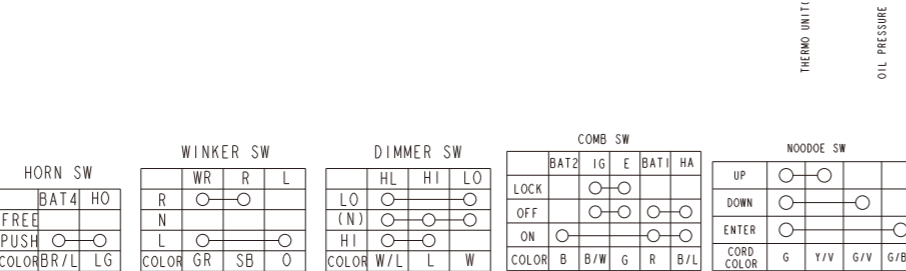 THERMO UNIT(
OIL PRESSURE
HORN SW
BAT4 HO
FREE
PUSH
COLOR BR/L LG
WINKER SW
WR R L
R
N
L
COLOR GR SB O
DIMMER SW
HL HI LO
LO
(N)
HI
COLOR W/L L W
COMB SW
BAT2 IG E BAT1 HA
LOCK
OFF
ON
COLOR B B/W G R B/L
NOODOE SW
UP
DOWN
ENTER
CORD
COLOR G Y/V G/V G/B